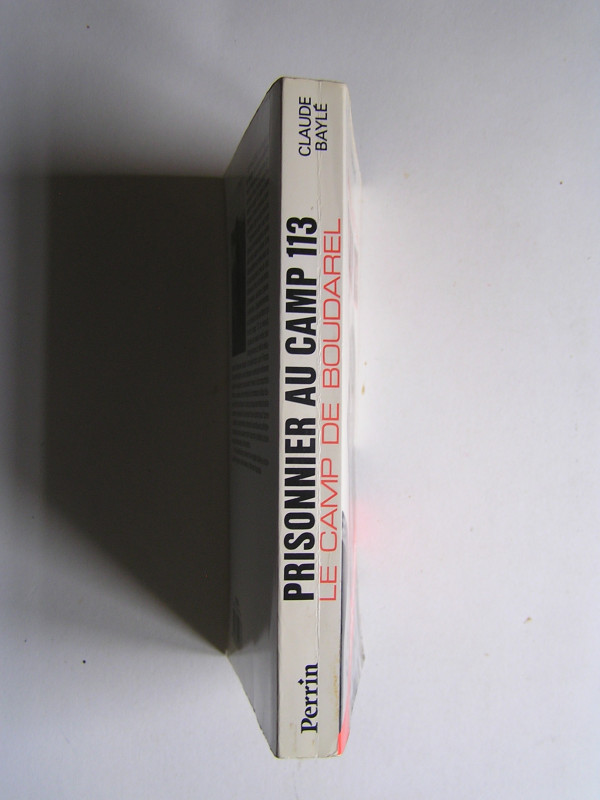 Perrin
PRISONNIER AU CAMP 113
LE CAMP DE BOUDAREL
CLAUDE
BAYLÉ